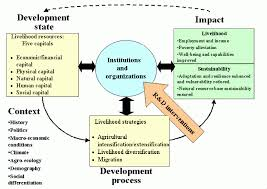 Development
state
Impact
Livelihood resources:
Five capitals
• Economic/financial
capital
• Physical capital
• Natural capital
• Human capital
• Social capital
Institutions
and
organizations
Livelihood
• Employment and income
• Poverty alleviation
• Well-being and capabilities
improved
Sustainability
• Adaptation and resilience enhanced
and vulnerability reduced.
• Natural resource base sustainability
ensured
R&D interventions
Context
•History
•Politics
•Macro-economic
conditions
•Climate
•Agro-ecology
•Demography
•Social
differentiation
Livelihood strategies
• Agricultural
intensification/extensification
• Livelihood diversification
• Migration
Development
process